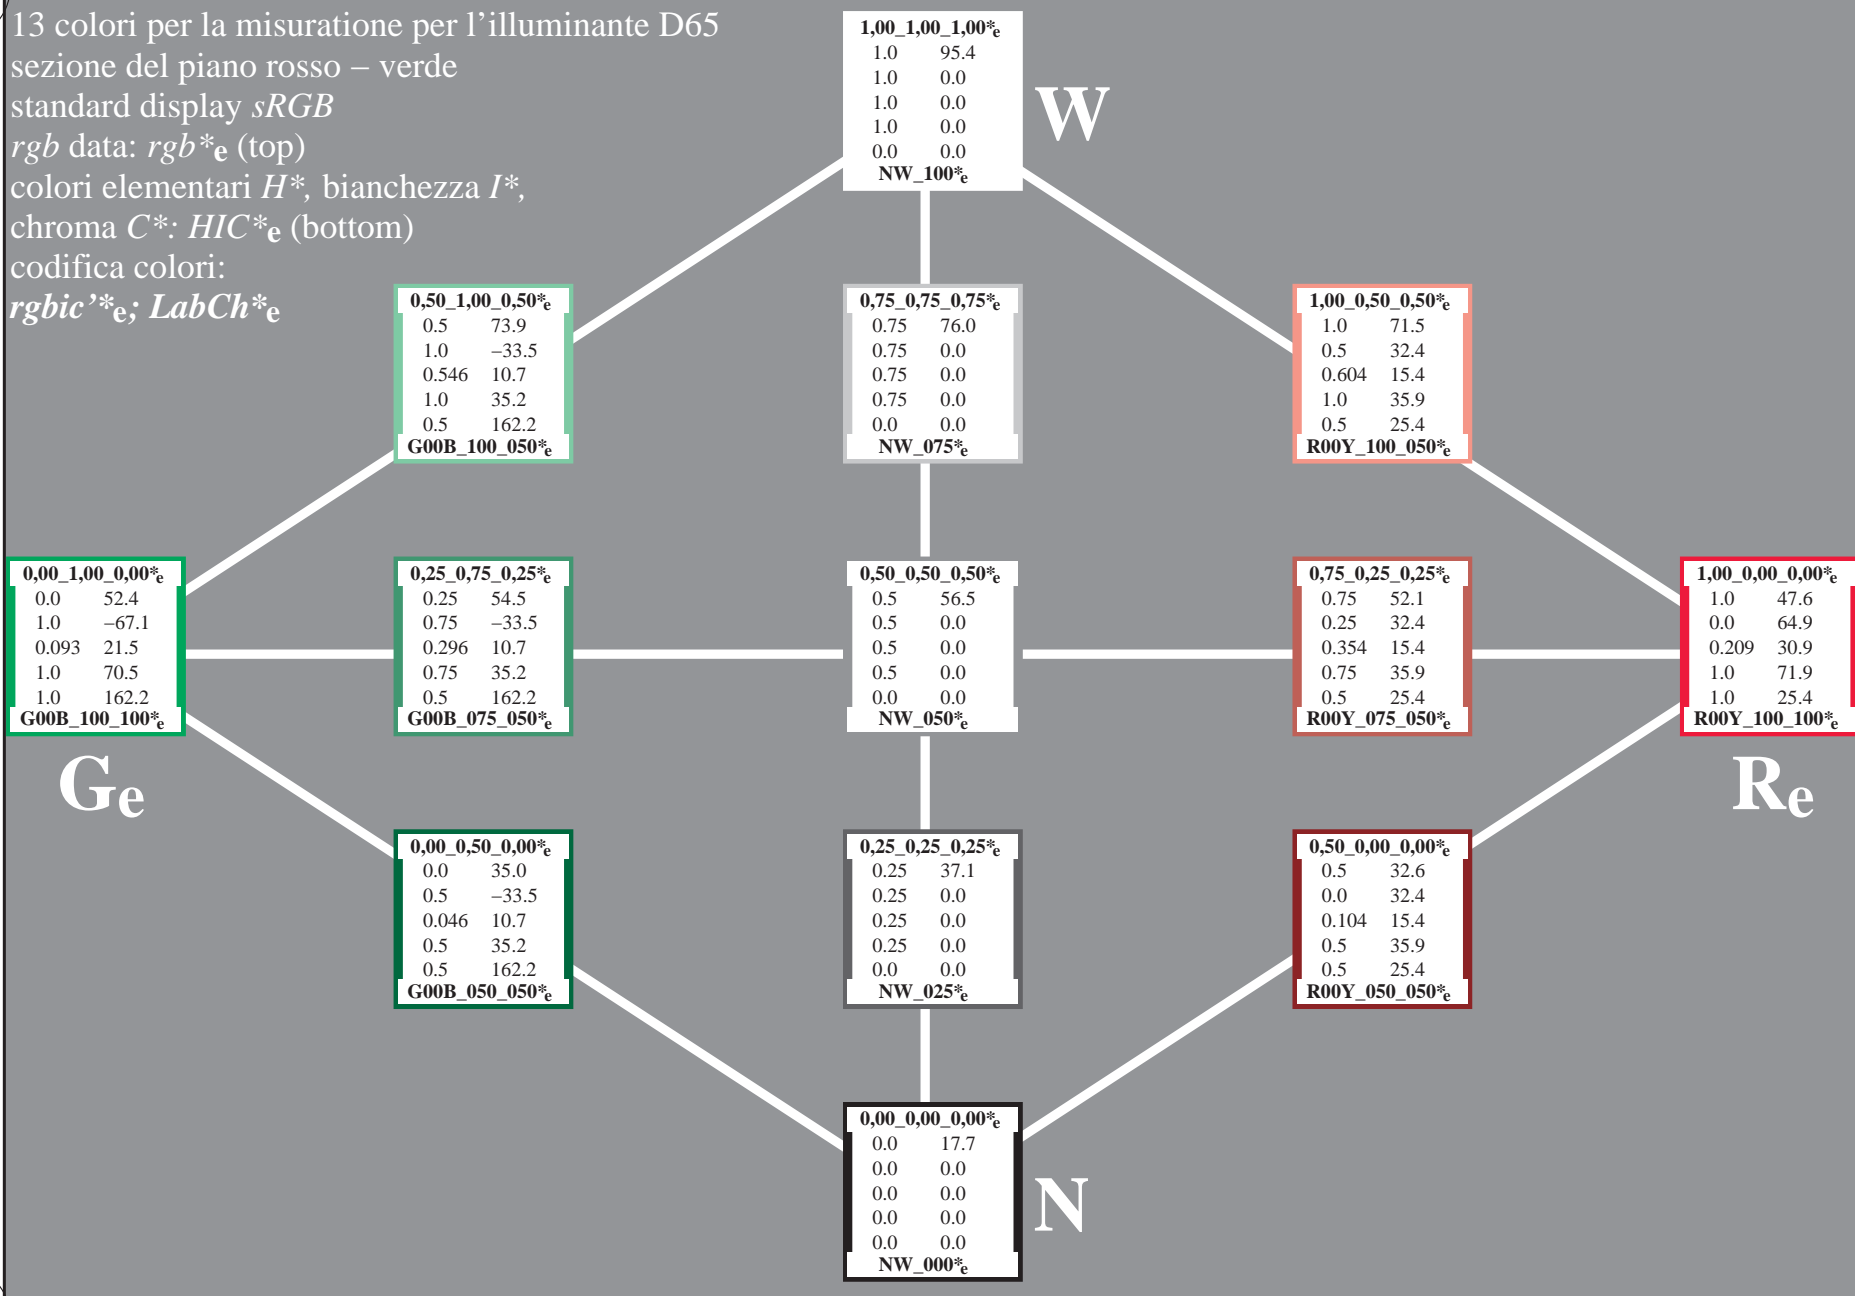 13 colori per la misuratione per l’illuminante D65
sezione del piano rosso – verde
standard display sRGB
rgb data: rgb*e (top)
colori elementari H*, bianchezza I*,
chroma C*: HIC*e (bottom)
codifica colori:
rgbic’*e; LabCh*e
1,00_1,00_1,00*e
1.0 95.4
1.0 0.0
1.0 0.0
1.0 0.0
0.0 0.0
NW_100*e
W
0,50_1,00_0,50*e
0.5 73.9
1.0 –33.5
0.546 10.7
1.0 35.2
0.5 162.2
G00B_100_050*e
0,75_0,75_0,75*e
0.75 76.0
0.75 0.0
0.75 0.0
0.75 0.0
0.0 0.0
NW_075*e
1,00_0,50_0,50*e
1.0 71.5
0.5 32.4
0.604 15.4
1.0 35.9
0.5 25.4
R00Y_100_050*e
0,00_1,00_0,00*e
0.0 52.4
1.0 –67.1
0.093 21.5
1.0 70.5
1.0 162.2
G00B_100_100*e
Ge
0,25_0,75_0,25*e
0.25 54.5
0.75 –33.5
0.296 10.7
0.75 35.2
0.5 162.2
G00B_075_050*e
0,50_0,50_0,50*e
0.5 56.5
0.5 0.0
0.5 0.0
0.5 0.0
0.0 0.0
NW_050*e
0,75_0,25_0,25*e
0.75 52.1
0.25 32.4
0.354 15.4
0.75 35.9
0.5 25.4
R00Y_075_050*e
1,00_0,00_0,00*e
1.0 47.6
0.0 64.9
0.209 30.9
1.0 71.9
1.0 25.4
R00Y_100_100*e
Re
0,00_0,50_0,00*e
0.0 35.0
0.5 –33.5
0.046 10.7
0.5 35.2
0.5 162.2
G00B_050_050*e
0,25_0,25_0,25*e
0.25 37.1
0.25 0.0
0.25 0.0
0.25 0.0
0.0 0.0
NW_025*e
0,50_0,00_0,00*e
0.5 32.6
0.0 32.4
0.104 15.4
0.5 35.9
0.5 25.4
R00Y_050_050*e
0,00_0,00_0,00*e
0.0 17.7
0.0 0.0
0.0 0.0
0.0 0.0
0.0 0.0
NW_000*e
N